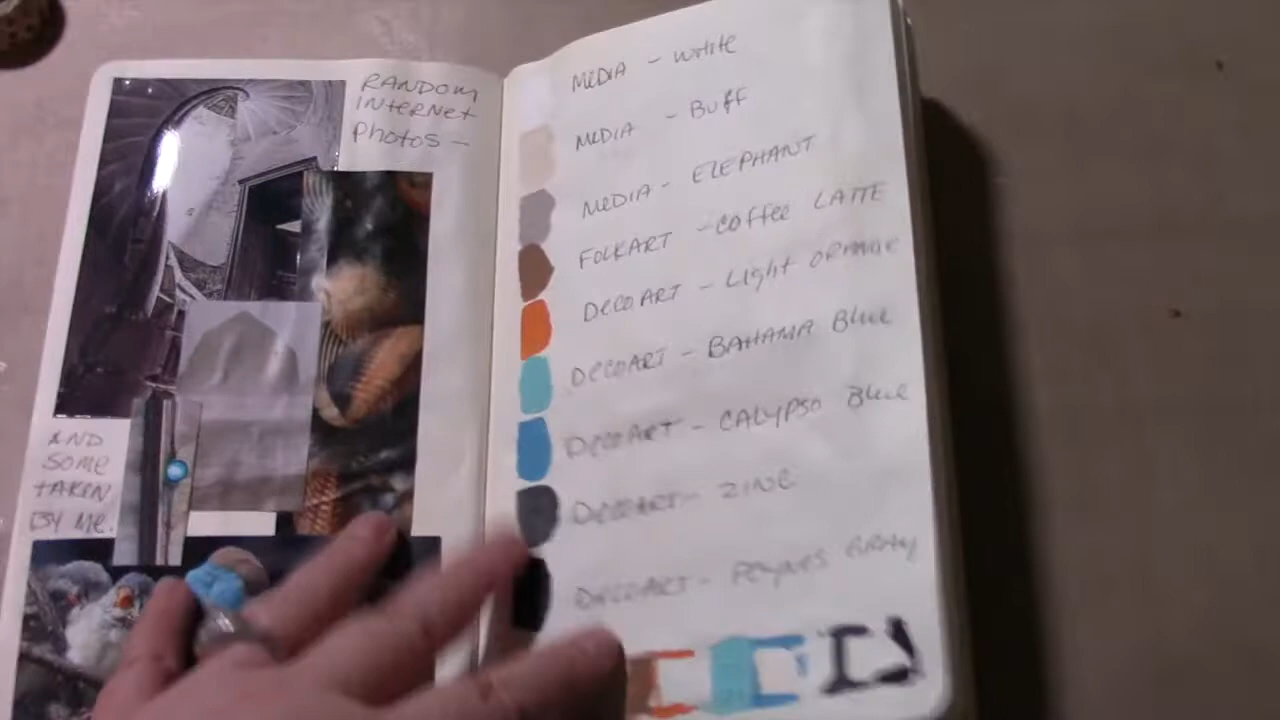 RANDOM
INTERNET
PHOTOS —
AND
SOME
TAKEN
BY ME.
MEDIA - WHITE
MEDIA - BUFF
MEDIA - ELEPHANT
FOLKART - COFFEE LATTE
DECOART - LIGHT ORANGE
DECOART - BAHAMA BLUE
DECOART - CALYPSO BLUE
DECOART - ZINC
DECOART - PAYNES GRAY